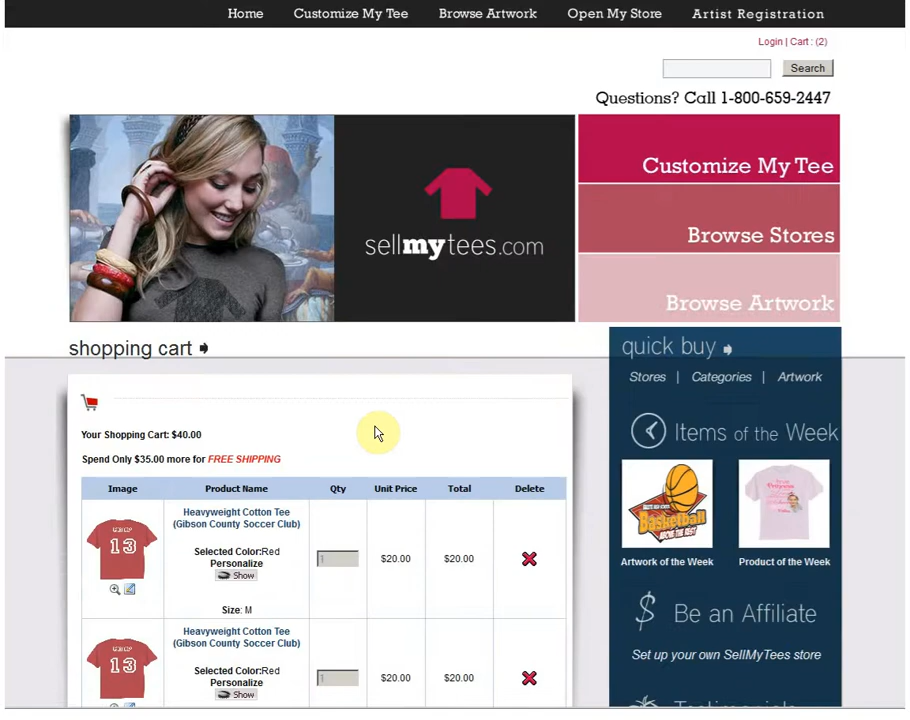 Home Customize My Tee Browse Artwork Open My Store Artist Registration
Login | Cart : (2)
Search
Questions? Call 1-800-659-2447
sellmytees.com
Customize My Tee
Browse Stores
Browse Artwork
shopping cart
quick buy
Stores | Categories | Artwork
Your Shopping Cart: $40.00
Spend Only $35.00 more for FREE SHIPPING
Image Product Name Qty Unit Price Total Delete
Heavyweight Cotton Tee
(Gibson County Soccer Club)
13
Selected Color:Red
Personalize
Show
1 $20.00 $20.00
Size: M
Heavyweight Cotton Tee
(Gibson County Soccer Club)
13
Selected Color:Red
Personalize
Show
1 $20.00 $20.00
Items of the Week
Basketball
Artwork of the Week Product of the Week
Be an Affiliate
Set up your own SellMyTees store
Testimonials